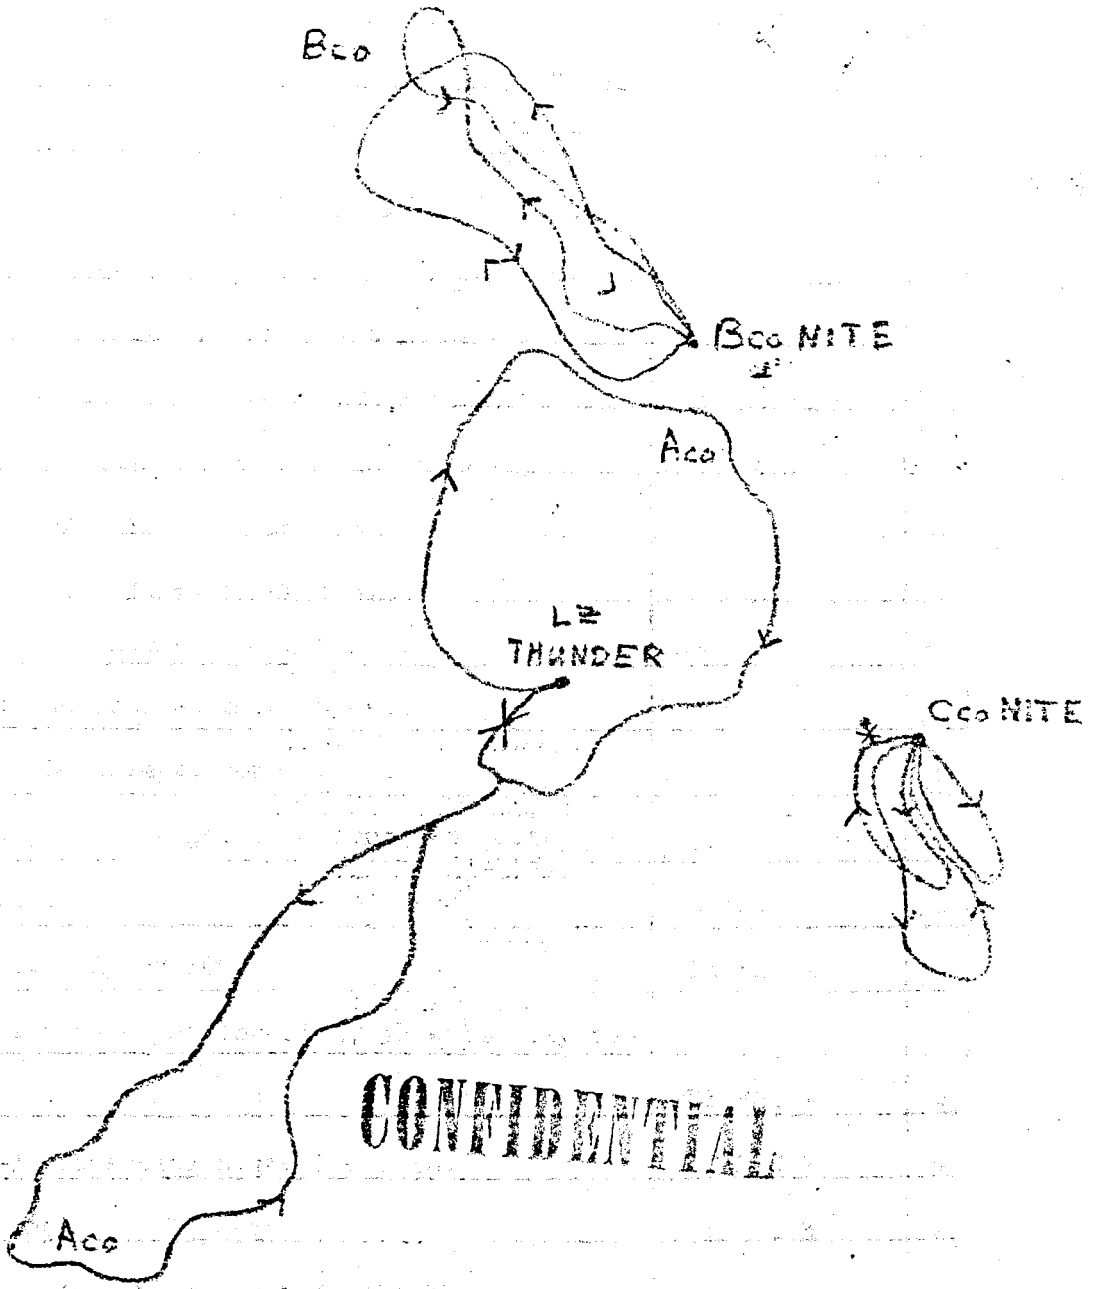 Bco
Bco NITE
Aco
LZ
THUNDER
Cco NITE
CONFIDENTIAL
Aco